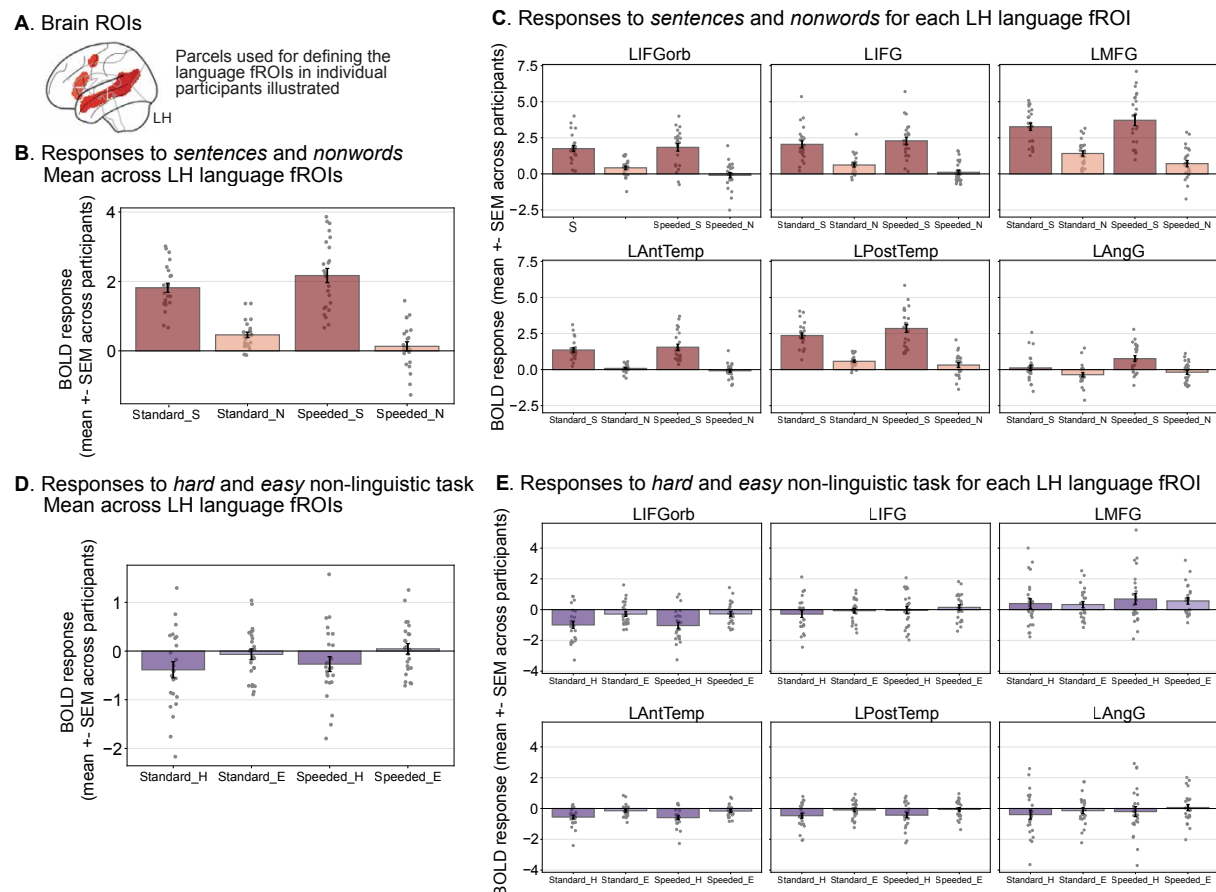 A. Brain ROIs
Parcels used for defining the
language fROIs in individual
participants illustrated
LH
B. Responses to sentences and nonwords
Mean across LH language fROIs
BOLD response
(mean +- SEM across participants)
4
2
0
Standard_S Standard_N Speeded_S Speeded_N
C. Responses to sentences and nonwords for each LH language fROI
BOLD response (mean +- SEM across participants)
LIFGorb LIFG LMFG
7.5
5.0
2.5
0.0
−2.5
S Speeded_S Speeded_N Standard_S Standard_N Speeded_S Speeded_N Standard_S Standard_N Speeded_S Speeded_N
LAntTemp LPostTemp LAngG
7.5
5.0
2.5
0.0
−2.5
Standard_S Standard_N Speeded_S Speeded_N Standard_S Standard_N Speeded_S Speeded_N Standard_S Standard_N Speeded_S Speeded_N
D. Responses to hard and easy non-linguistic task
Mean across LH language fROIs
BOLD response
(mean +- SEM across participants)
1
0
−1
−2
Standard_H Standard_E Speeded_H Speeded_E
E. Responses to hard and easy non-linguistic task for each LH language fROI
BOLD response (mean +- SEM across participants)
LIFGorb LIFG LMFG
4
2
0
−2
−4
Standard_H Standard_E Speeded_H Speeded_E Standard_H Standard_E Speeded_H Speeded_E Standard_H Standard_E Speeded_H Speeded_E
LAntTemp LPostTemp LAngG
4
2
0
−2
−4
Standard_H Standard_E Speeded_H Speeded_E Standard_H Standard_E Speeded_H Speeded_E Standard_H Standard_E Speeded_H Speeded_E